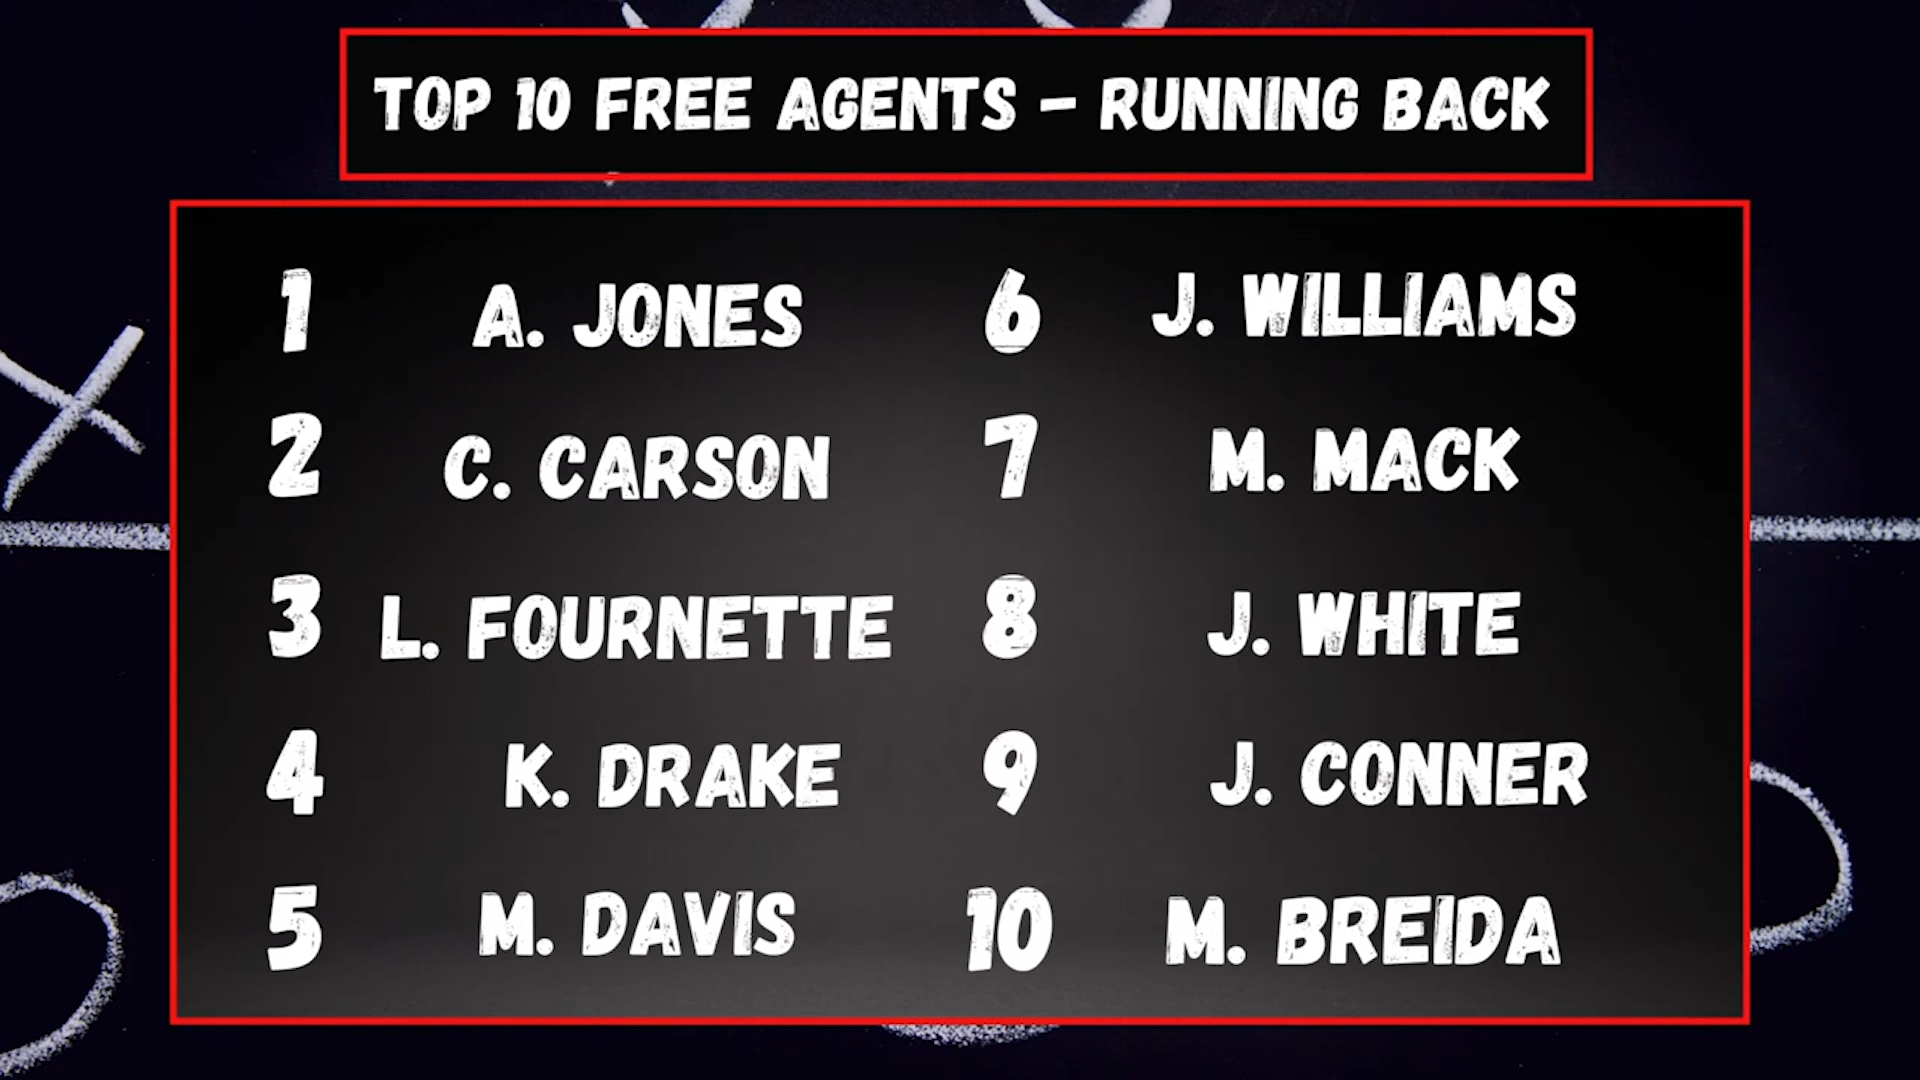 TOP 10 FREE AGENTS - RUNNING BACK
1 A. JONES
2 C. CARSON
3 L. FOURNETTE
4 K. DRAKE
5 M. DAVIS
6 J. WILLIAMS
7 M. MACK
8 J. WHITE
9 J. CONNER
10 M. BREIDA